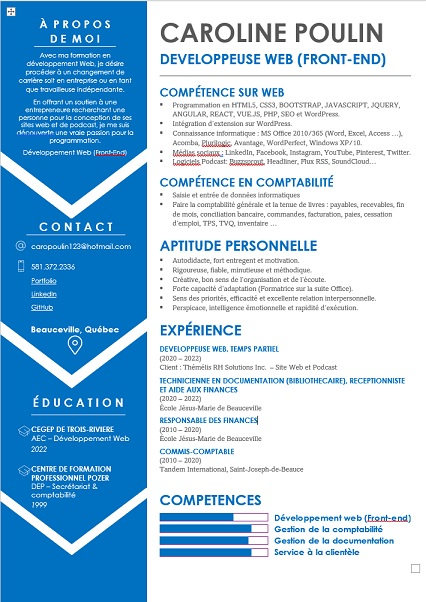 À PROPOS
DE MOI
Avec ma formation en
développement Web, je désire
procéder à un changement de
carrière soit en entreprise ou en tant
que travailleuse indépendante.
En offrant un soutien à une
entrepreneure recherchant une
personne pour la conception de ses
sites web et de podcast, je me suis
découverte une vraie passion pour la
programmation.
Développement Web (Front-End)
CONTACT
caropoulin123@hotmail.com
581.372.2336
Portfolio
LinkedIn
GitHub
Beauceville, Québec
ÉDUCATION
CEGEP DE TROIS-RIVIERE
AEC – Développement Web
2022
CENTRE DE FORMATION
PROFESSIONNEL POZER
DEP – Secrétariat &
comptabilité
1999
CAROLINE POULIN
DEVELOPPEUSE WEB (FRONT-END)
COMPÉTENCE SUR WEB
• Programmation en HTML5, CSS3, BOOTSTRAP, JAVASCRIPT, JQUERY,
ANGULAR, REACT, VUE.JS, PHP, SEO et WordPress.
• Intégration d'extension sur WordPress.
• Connaissance informatique : MS Office 2010/365 (Word, Excel, Access …),
Acomba, Plurilogic, Avantage, WordPerfect, Windows XP/10.
• Médias sociaux : Linkedin, Facebook, Instagram, YouTube, Pinterest, Twitter.
• Logiciels Podcast: Buzzsprout, Headliner, Flux RSS, SoundCloud…
COMPÉTENCE EN COMPTABILITÉ
• Saisie et entrée de données informatiques
• Faire la comptabilité générale et la tenue de livres : payables, recevables, fin
de mois, conciliation bancaire, commandes, facturation, paies, cessation
d'emploi, TPS, TVQ, inventaire …
APTITUDE PERSONNELLE
• Autodidacte, fort entregent et motivation.
• Rigoureuse, fiable, minutieuse et méthodique.
• Créative, bon sens de l'organisation et de l'écoute.
• Forte capacité d'adaptation (Formatrice sur la suite Office).
• Sens des priorités, efficacité et excellente relation interpersonnelle.
• Perspicace, intelligence émotionnelle et rapidité d'exécution.
EXPÉRIENCE
DEVELOPPEUSE WEB, TEMPS PARTIEL
(2020 – 2022)
Client : Thémélis RH Solutions Inc. – Site Web et Podcast
TECHNICIENNE EN DOCUMENTATION (BIBLIOTHECAIRE), RECEPTIONNISTE
ET AIDE AUX FINANCES
(2020 – 2022)
École Jésus-Marie de Beauceville
RESPONSABLE DES FINANCES
(2010 – 2020)
École Jésus-Marie de Beauceville
COMMIS-COMPTABLE
(2010 – 2020)
Tandem International, Saint-Joseph-de-Beauce
COMPETENCES
Développement web (Front-end)
Gestion de la comptabilité
Gestion de la documentation
Service à la clientèle